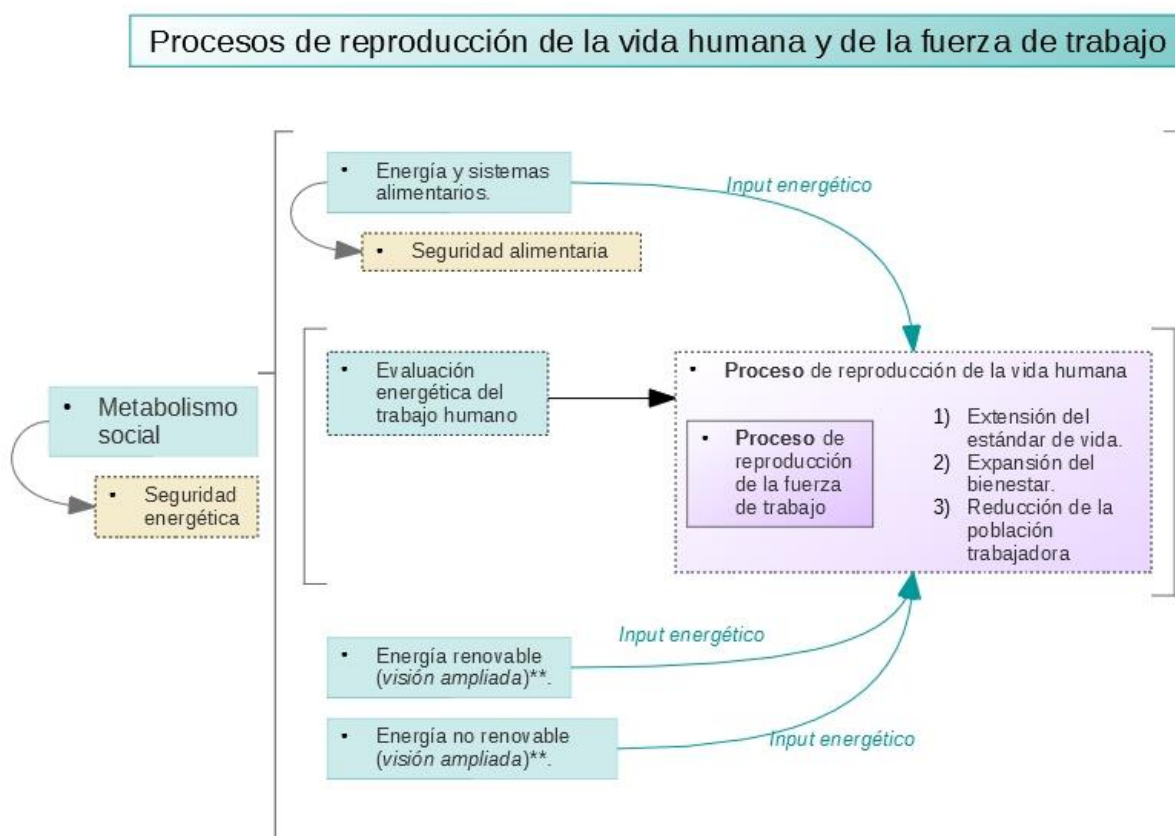 Procesos de reproducción de la vida humana y de la fuerza de trabajo
• Energía y sistemas
alimentarios.
Input energético
• Seguridad alimentaria
• Metabolismo
social
• Seguridad
energética
• Evaluación
energética del
trabajo humano
• Proceso de reproducción de la vida humana
• Proceso de
reproducción
de la fuerza
de trabajo
1) Extensión del
estándar de vida.
2) Expansión del
bienestar.
3) Reducción de la
población
trabajadora
Input energético
• Energía renovable
(visión ampliada)**.
• Energía no renovable
(visión ampliada)**.
Input energético